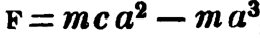 F = mca² − ma³